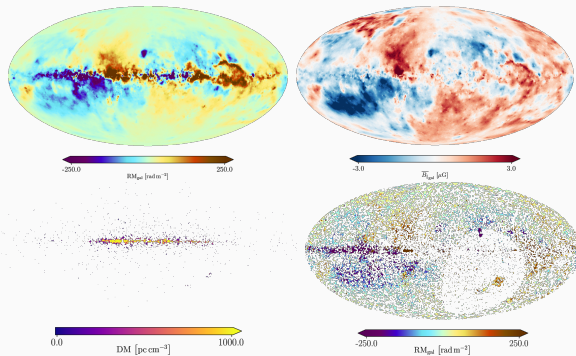 -250.0 250.0
RM_gal [rad m⁻²]
-3.0 3.0
B̅_∥gal [μG]
0.0 1000.0
DM [pc cm⁻³]
-250.0 250.0
RM_gal [rad m⁻²]